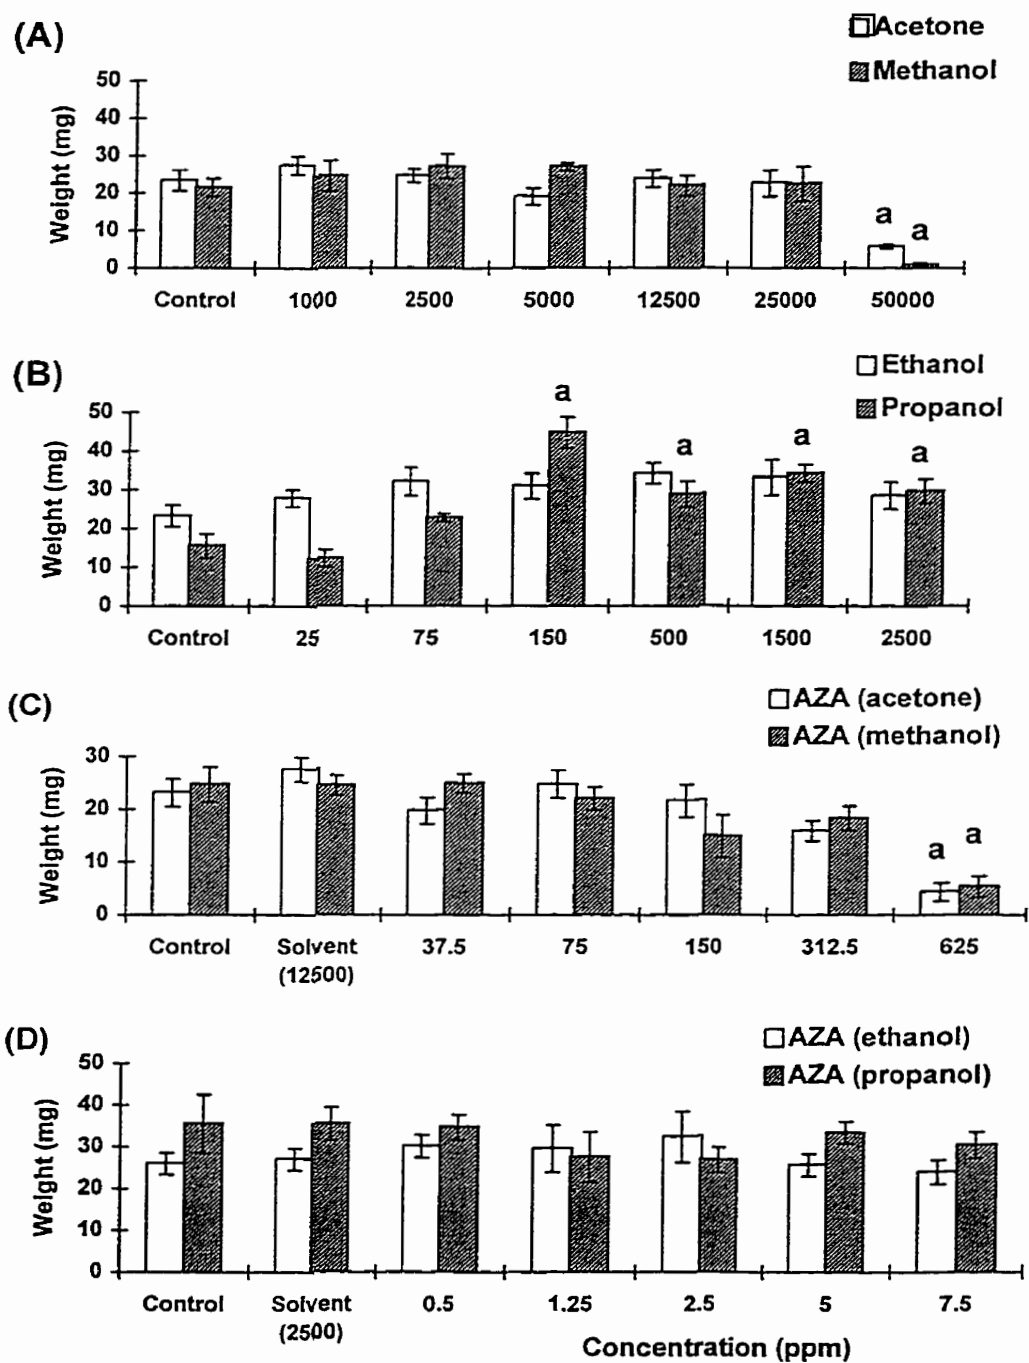 (A)
Acetone
Methanol
50
40
30
20
10
0
Weight (mg)
a
a
Control 1000 2500 5000 12500 25000 50000
(B)
Ethanol
Propanol
50
40
30
20
10
0
Weight (mg)
a
a
a
a
Control 25 75 150 500 1500 2500
(C)
AZA (acetone)
AZA (methanol)
30
20
10
0
Weight (mg)
a
a
Control Solvent 37.5 75 150 312.5 625
(12500)
(D)
AZA (ethanol)
AZA (propanol)
50
40
30
20
10
0
Weight (mg)
Control Solvent 0.5 1.25 2.5 5 7.5
(2500)
Concentration (ppm)